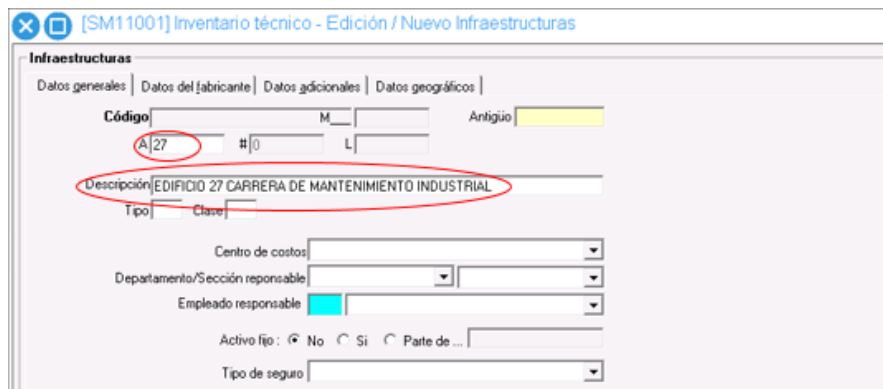 [SM11001] Inventario técnico - Edición / Nuevo Infraestructuras
Infraestructuras
Datos generales Datos del fabricante Datos adicionales Datos geográficos
Código M__ Antigüo
A 27 # 0 L
Descripción EDIFICIO 27 CARRERA DE MANTENIMIENTO INDUSTRIAL
Tipo Clase
Centro de costos
Departamento/Sección reponsable
Empleado responsable
Activo fijo : No Si Parte de ...
Tipo de seguro